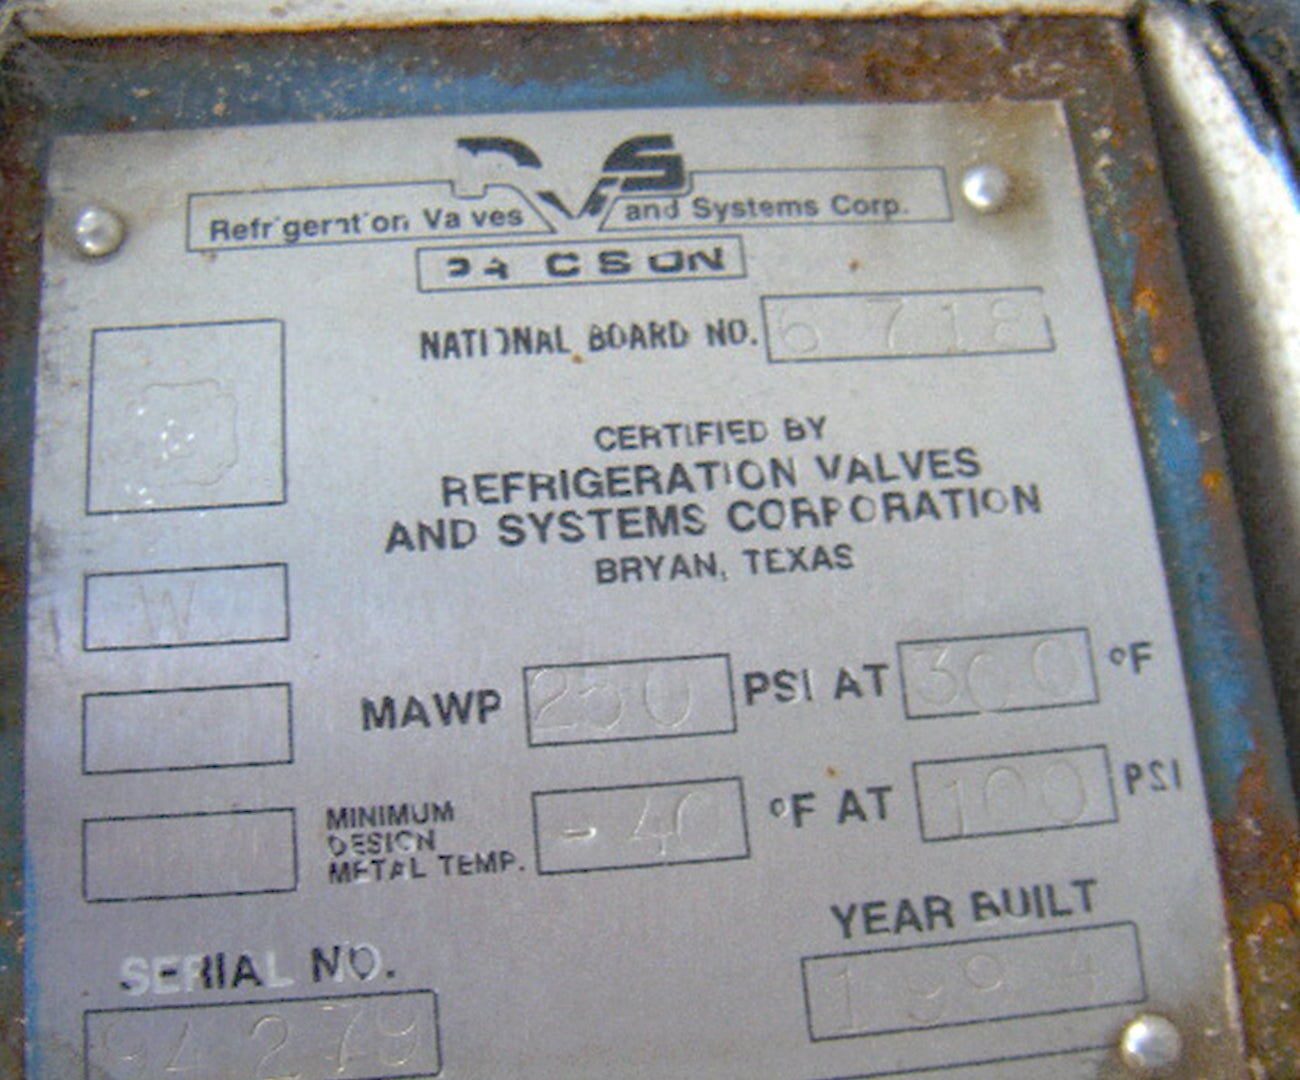 RVS
Refrigeration Valves and Systems Corp.
NATIONAL BOARD NO. 6718
CERTIFIED BY
REFRIGERATION VALVES
AND SYSTEMS CORPORATION
BRYAN, TEXAS
W
MAWP 250 PSI AT 300 °F
MINIMUM
DESIGN
METAL TEMP. -40 °F AT 100 PSI
YEAR BUILT
1994
SERIAL NO.
94279